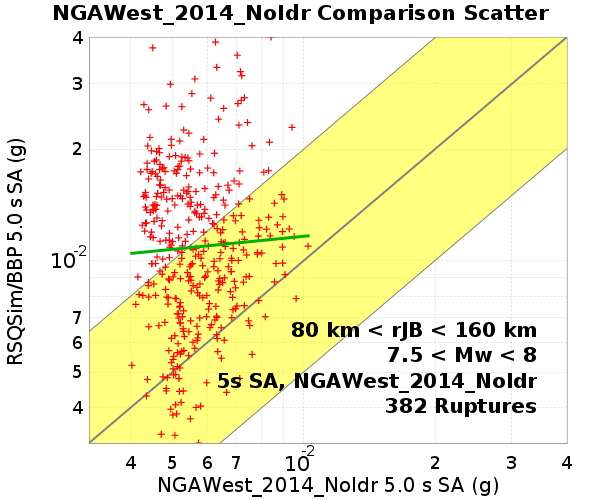 NGAWest_2014_NoIdr Comparison Scatter
RSQSim/BBP 5.0 s SA (g)
4
3
2
10-2
7
6
5
4
80 km < rJB < 160 km
7.5 < Mw < 8
5s SA, NGAWest_2014_NoIdr
382 Ruptures
4 5 6 7 10-2 2 3 4
NGAWest_2014_NoIdr 5.0 s SA (g)